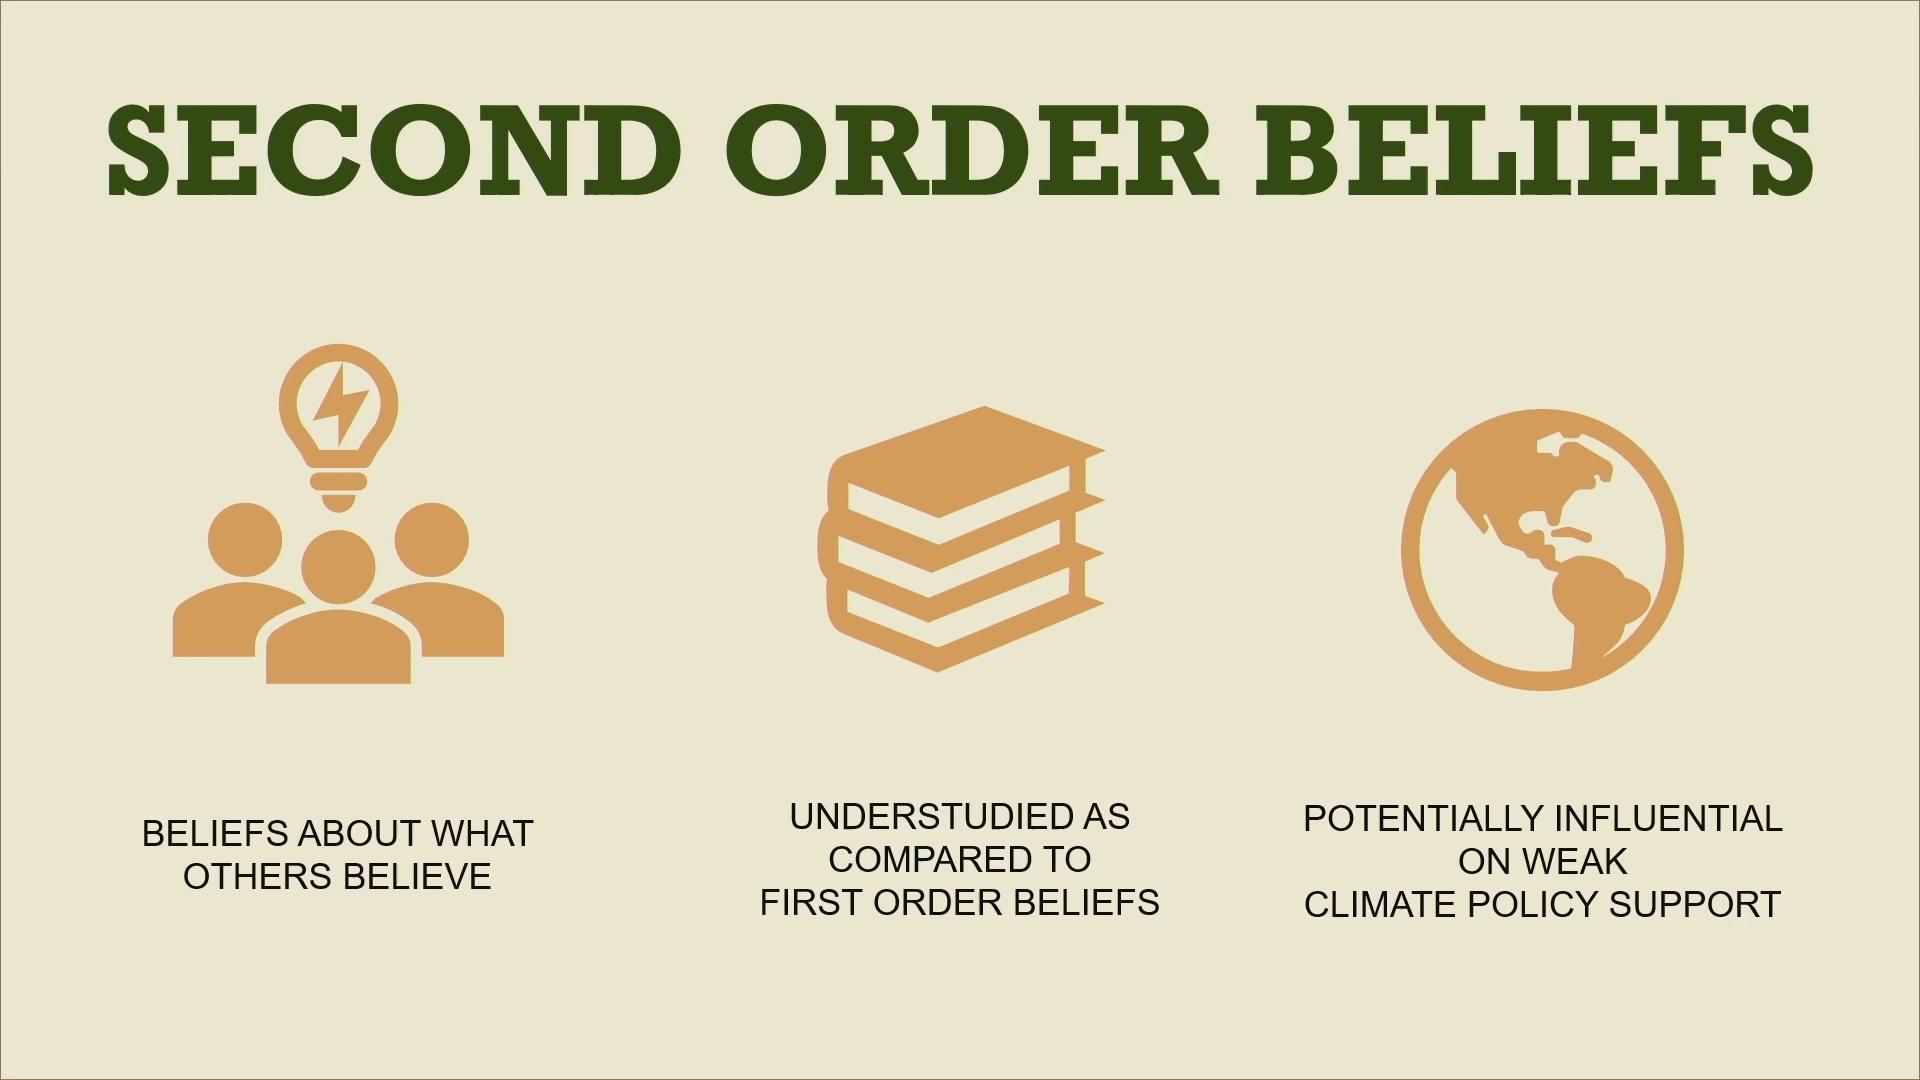 SECOND ORDER BELIEFS
BELIEFS ABOUT WHAT
OTHERS BELIEVE
UNDERSTUDIED AS
COMPARED TO
FIRST ORDER BELIEFS
POTENTIALLY INFLUENTIAL
ON WEAK
CLIMATE POLICY SUPPORT